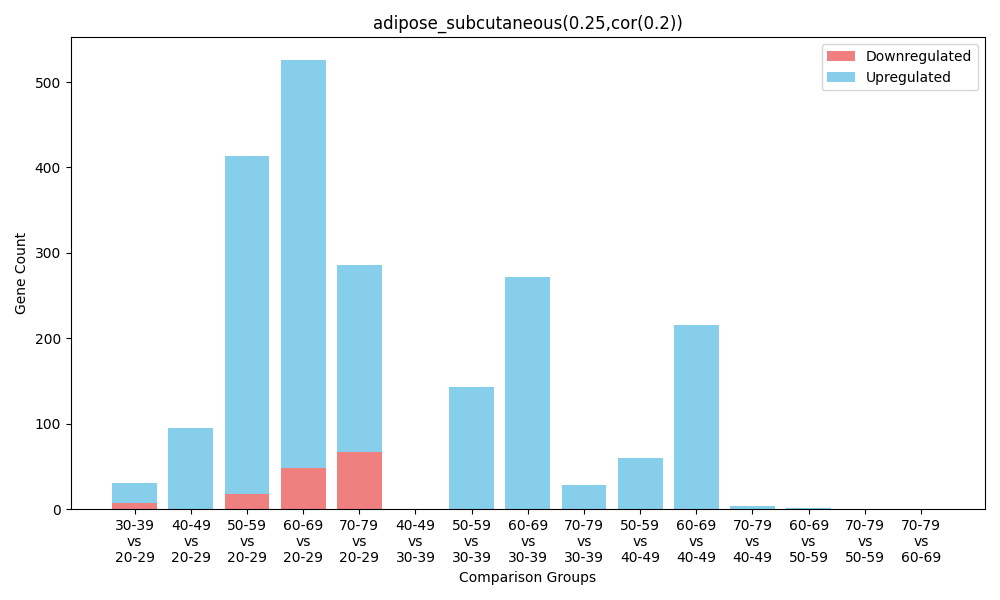 adipose_subcutaneous(0.25,cor(0.2))
Downregulated
Upregulated
Gene Count
500
400
300
200
100
0
30-39
vs
20-29
40-49
vs
20-29
50-59
vs
20-29
60-69
vs
20-29
70-79
vs
20-29
40-49
vs
30-39
50-59
vs
30-39
60-69
vs
30-39
70-79
vs
30-39
50-59
vs
40-49
60-69
vs
40-49
70-79
vs
40-49
60-69
vs
50-59
70-79
vs
50-59
70-79
vs
60-69
Comparison Groups